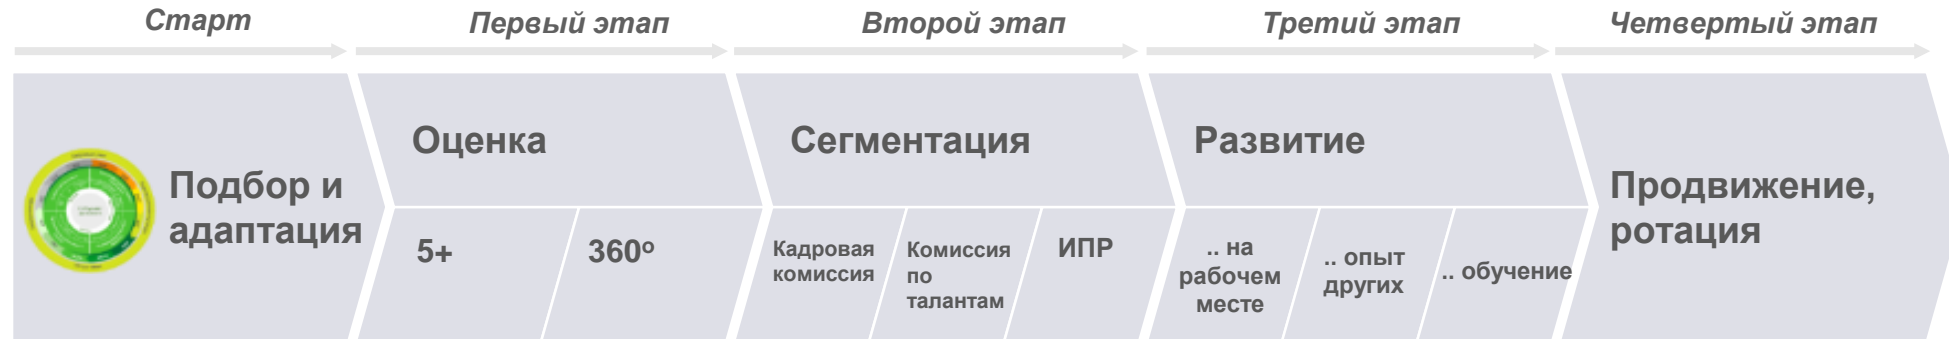 Старт
Первый этап
Второй этап
Третий этап
Четвертый этап
Подбор и
адаптация
Оценка
5+
360º
Сегментация
Кадровая
комиссия
Комиссия
по
талантам
ИПР
Развитие
.. на
рабочем
месте
.. опыт
других
.. обучение
Продвижение,
ротация